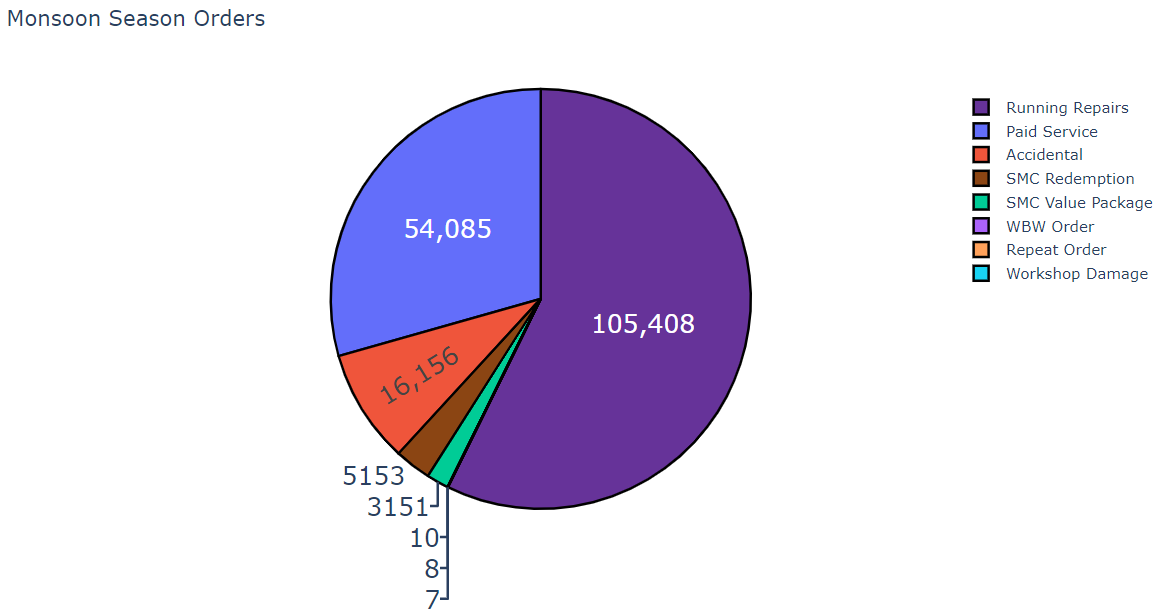 Monsoon Season Orders
Running Repairs
Paid Service
Accidental
SMC Redemption
SMC Value Package
WBW Order
Repeat Order
Workshop Damage
54,085
105,408
16,156
5153
3151
10
8
7